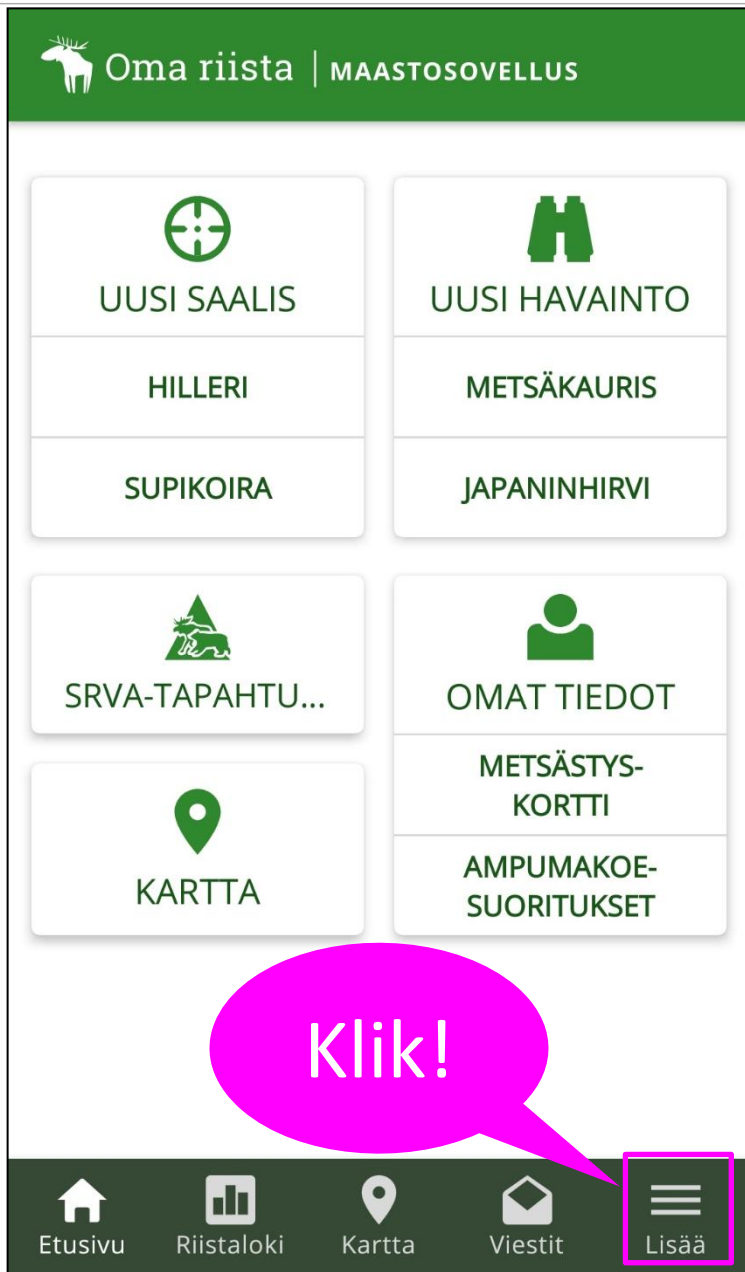 Oma riista | MAASTOSOVELLUS
UUSI SAALIS
HILLERI
SUPIKOIRA
UUSI HAVAINTO
METSÄKAURIS
JAPANINHIRVI
SRVA-TAPAHTU...
KARTTA
OMAT TIEDOT
METSÄSTYS-
KORTTI
AMPUMAKOE-
SUORITUKSET
Klik!
Etusivu
Riistaloki
Kartta
Viestit
Lisää